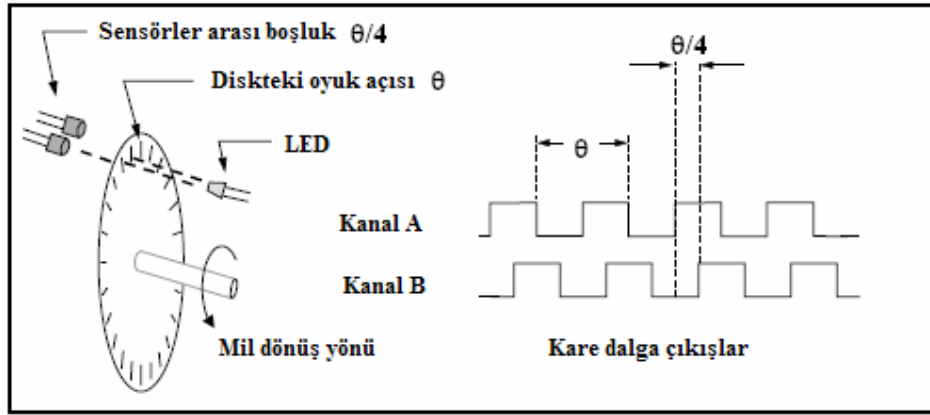 Sensörler arası boşluk θ/4
Diskteki oyuk açısı θ
LED
Mil dönüş yönü
θ/4
θ
Kanal A
Kanal B
Kare dalga çıkışlar